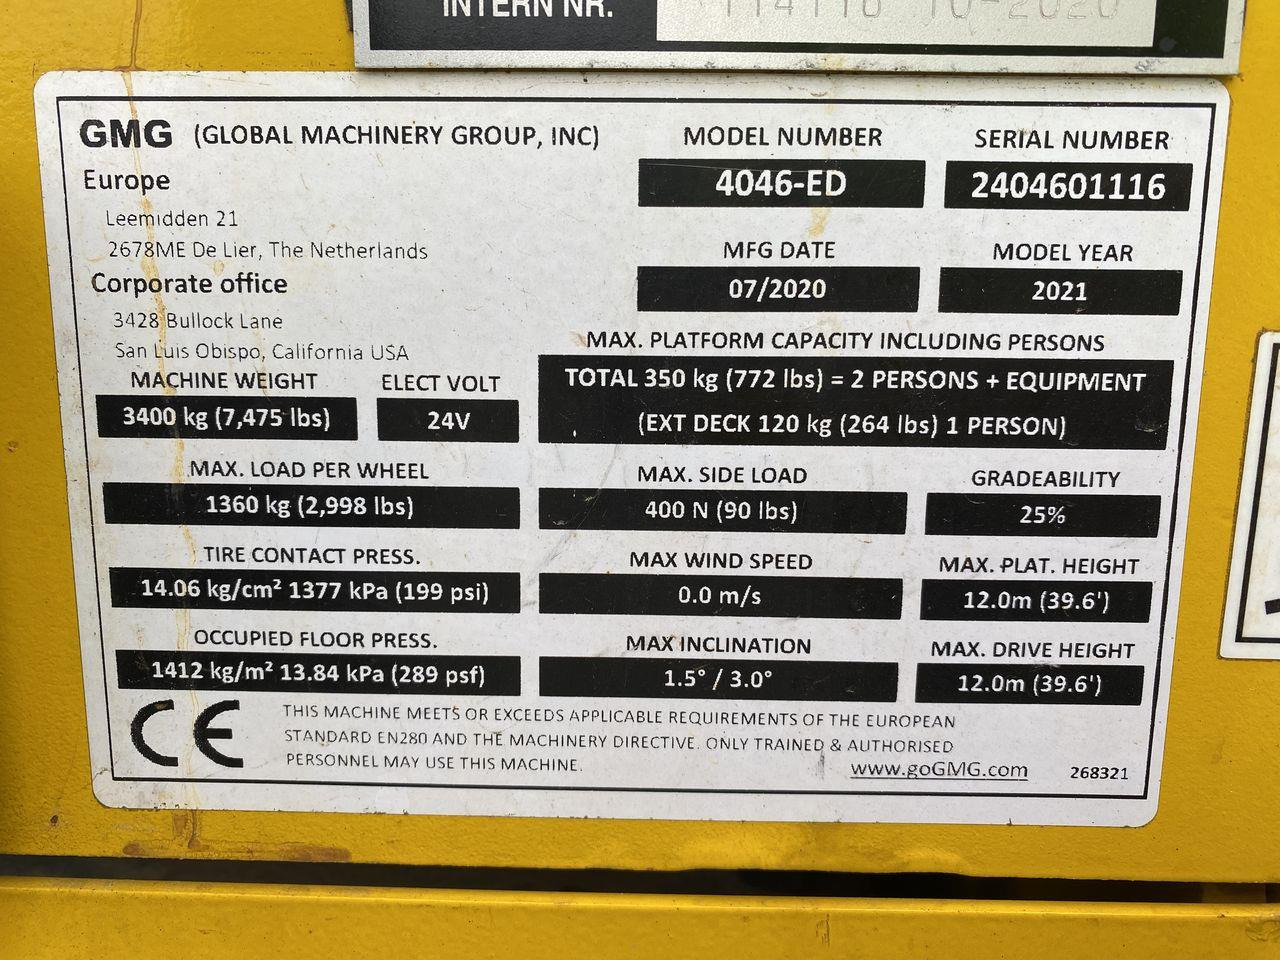 INTERN NR.
GMG (GLOBAL MACHINERY GROUP, INC)
Europe
Leemidden 21
2678ME De Lier, The Netherlands
Corporate office
3428 Bullock Lane
San Luis Obispo, California USA
MODEL NUMBER
4046-ED
SERIAL NUMBER
2404601116
MFG DATE
07/2020
MODEL YEAR
2021
MAX. PLATFORM CAPACITY INCLUDING PERSONS
TOTAL 350 kg (772 lbs) = 2 PERSONS + EQUIPMENT
(EXT DECK 120 kg (264 lbs) 1 PERSON)
MACHINE WEIGHT
3400 kg (7,475 lbs)
ELECT VOLT
24V
MAX. LOAD PER WHEEL
1360 kg (2,998 lbs)
MAX. SIDE LOAD
400 N (90 lbs)
GRADEABILITY
25%
TIRE CONTACT PRESS.
14.06 kg/cm² 1377 kPa (199 psi)
MAX WIND SPEED
0.0 m/s
MAX. PLAT. HEIGHT
12.0m (39.6')
OCCUPIED FLOOR PRESS.
1412 kg/m² 13.84 kPa (289 psf)
MAX INCLINATION
1.5° / 3.0°
MAX. DRIVE HEIGHT
12.0m (39.6')
CE
THIS MACHINE MEETS OR EXCEEDS APPLICABLE REQUIREMENTS OF THE EUROPEAN
STANDARD EN280 AND THE MACHINERY DIRECTIVE. ONLY TRAINED & AUTHORISED
PERSONNEL MAY USE THIS MACHINE.
www.goGMG.com
268321